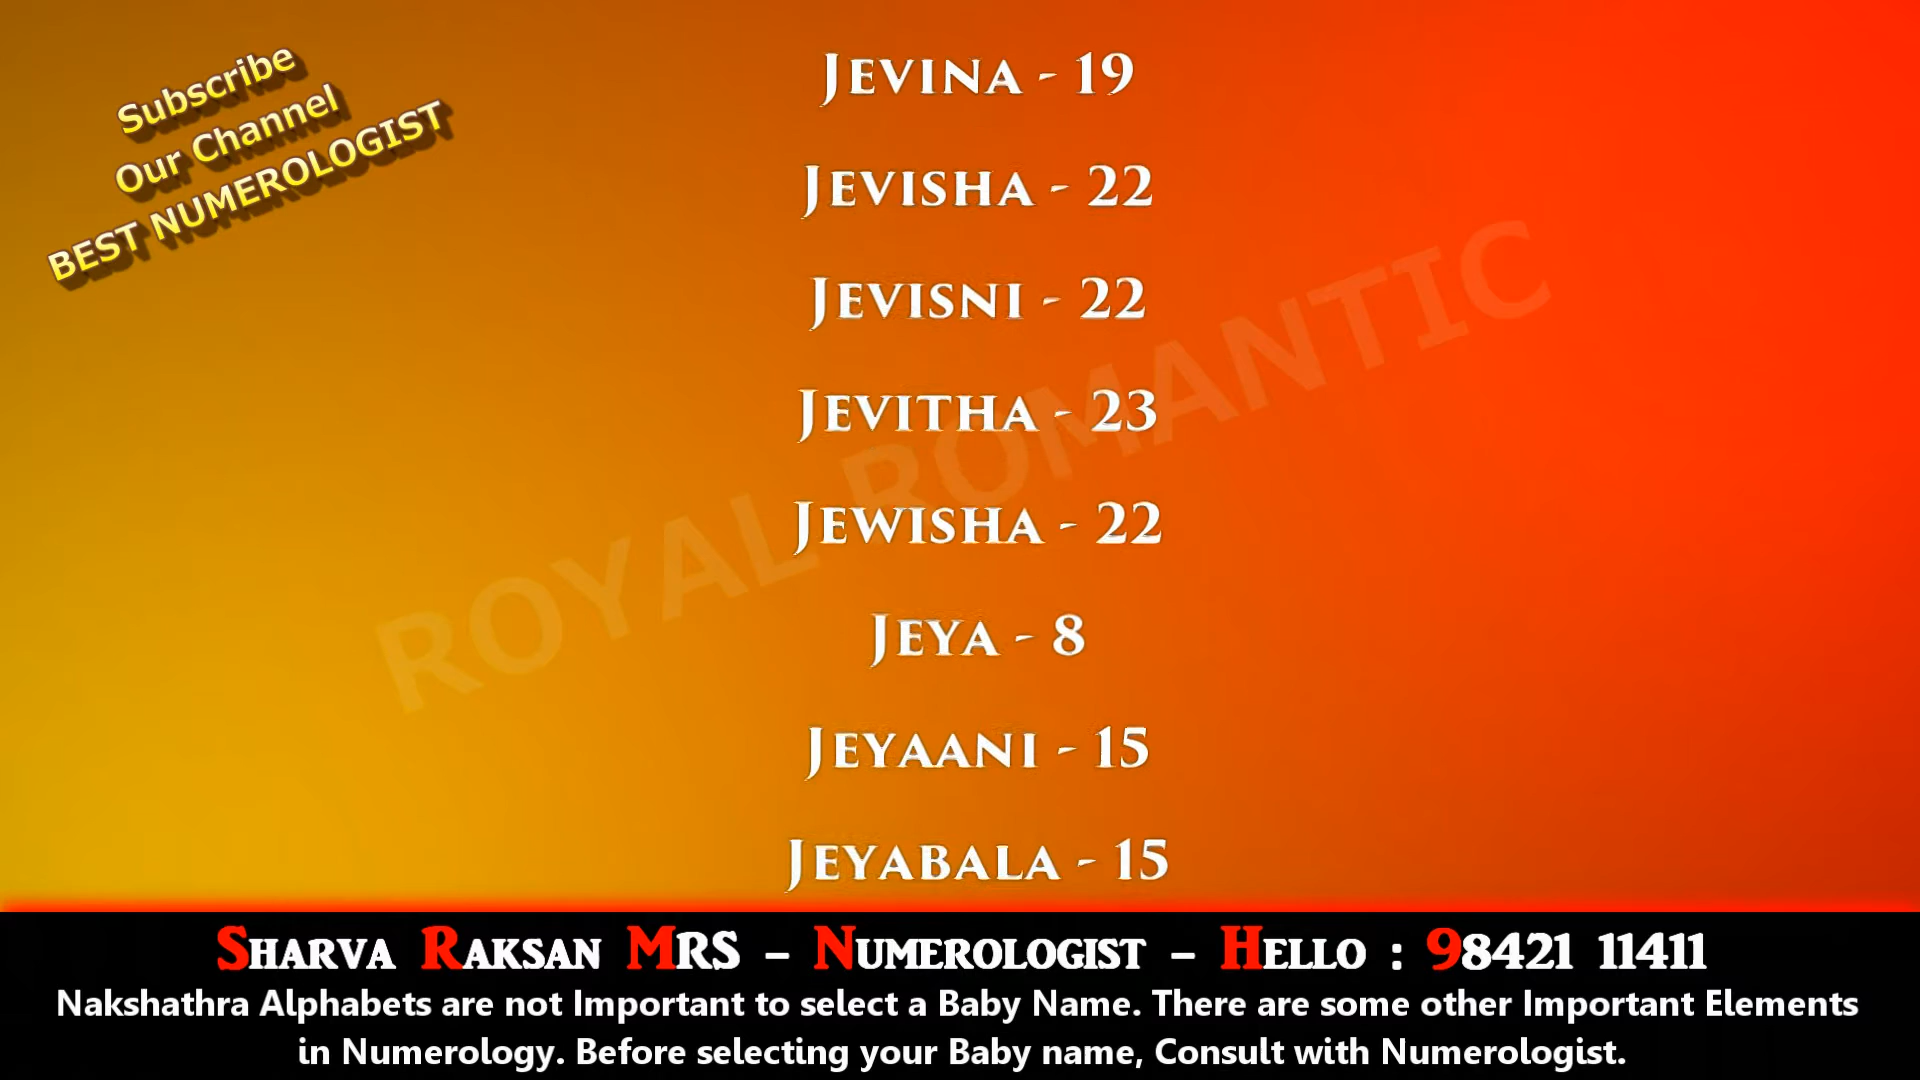 Subscribe
Our Channel
BEST NUMEROLOGIST
JEVINA - 19
JEVISHA - 22
JEVISNI - 22
JEVITHA - 23
JEWISHA - 22
JEYA - 8
JEYAANI - 15
JEYABALA - 15
ROYAL ROMANTIC
SHARVA RAKSAN MRS – NUMEROLOGIST – HELLO : 98421 11411
Nakshathra Alphabets are not Important to select a Baby Name. There are some other Important Elements
in Numerology. Before selecting your Baby name, Consult with Numerologist.